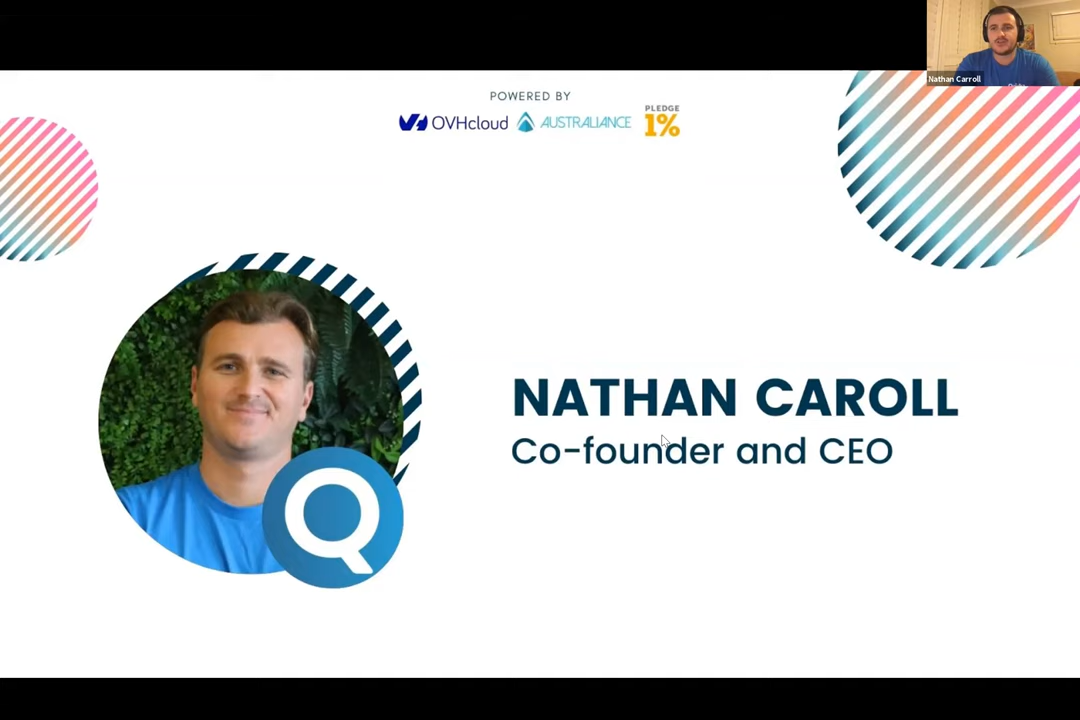 Nathan Carroll
POWERED BY
OVHcloud AUSTRALIANCE PLEDGE 1%
NATHAN CAROLL
Co-founder and CEO
Q